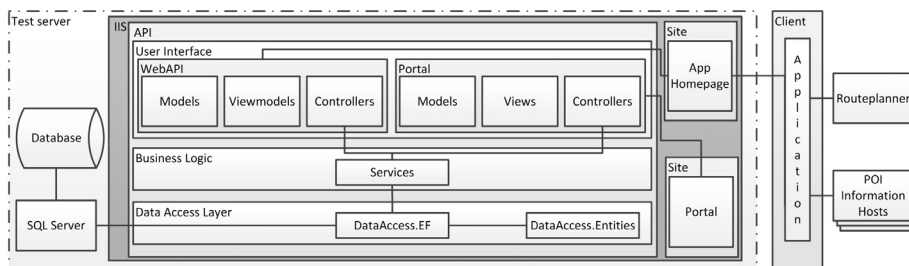 Test server
IIS
API
User Interface
WebAPI
Models
Viewmodels
Controllers
Portal
Models
Views
Controllers
Business Logic
Services
Data Access Layer
DataAccess.EF
DataAccess.Entities
Database
SQL Server
Site
App
Homepage
Site
Portal
Client
Application
Routeplanner
POI
Information
Hosts